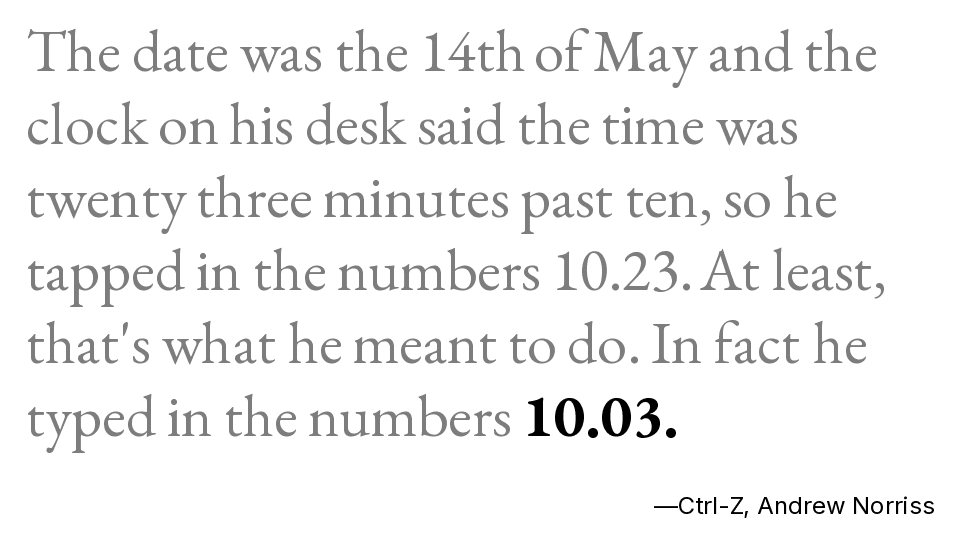 The date was the 14th of May and the
clock on his desk said the time was
twenty three minutes past ten, so he
tapped in the numbers 10.23. At least,
that's what he meant to do. In fact he
typed in the numbers 10.03.
—Ctrl-Z, Andrew Norriss